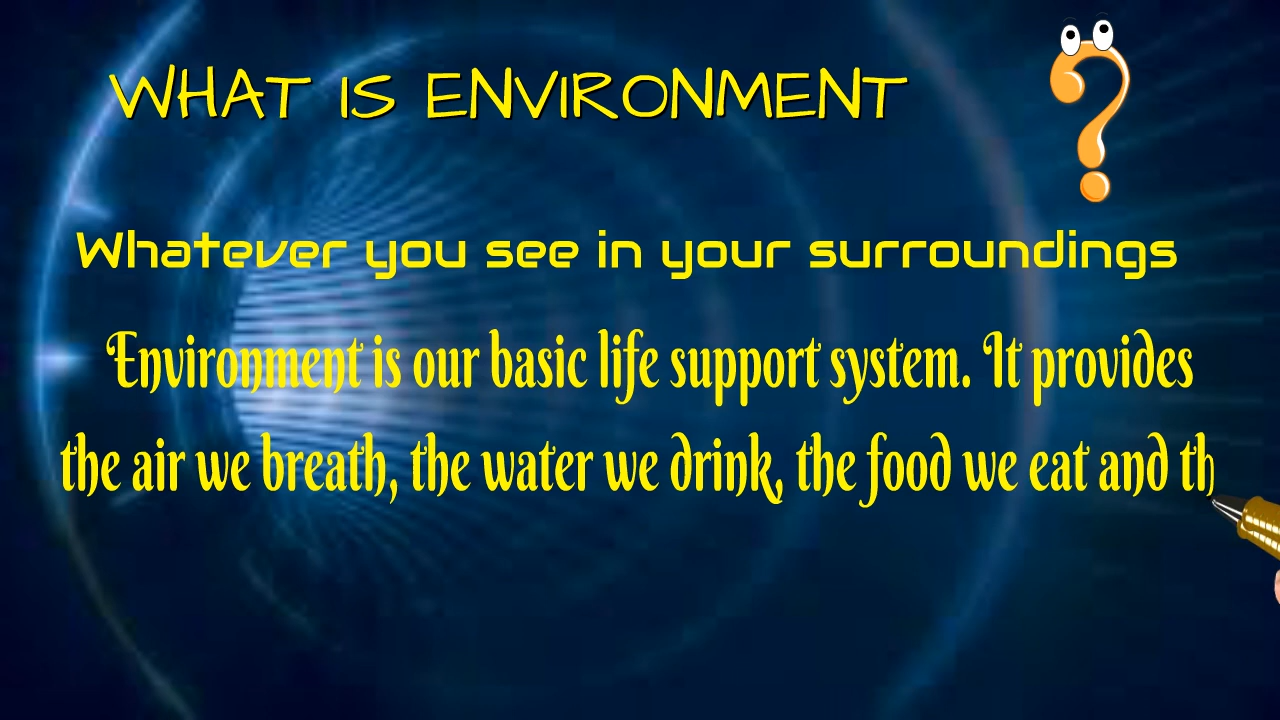 WHAT IS ENVIRONMENT ?
Whatever you see in your surroundings
Environment is our basic life support system. It provides
the air we breath, the water we drink, the food we eat and th